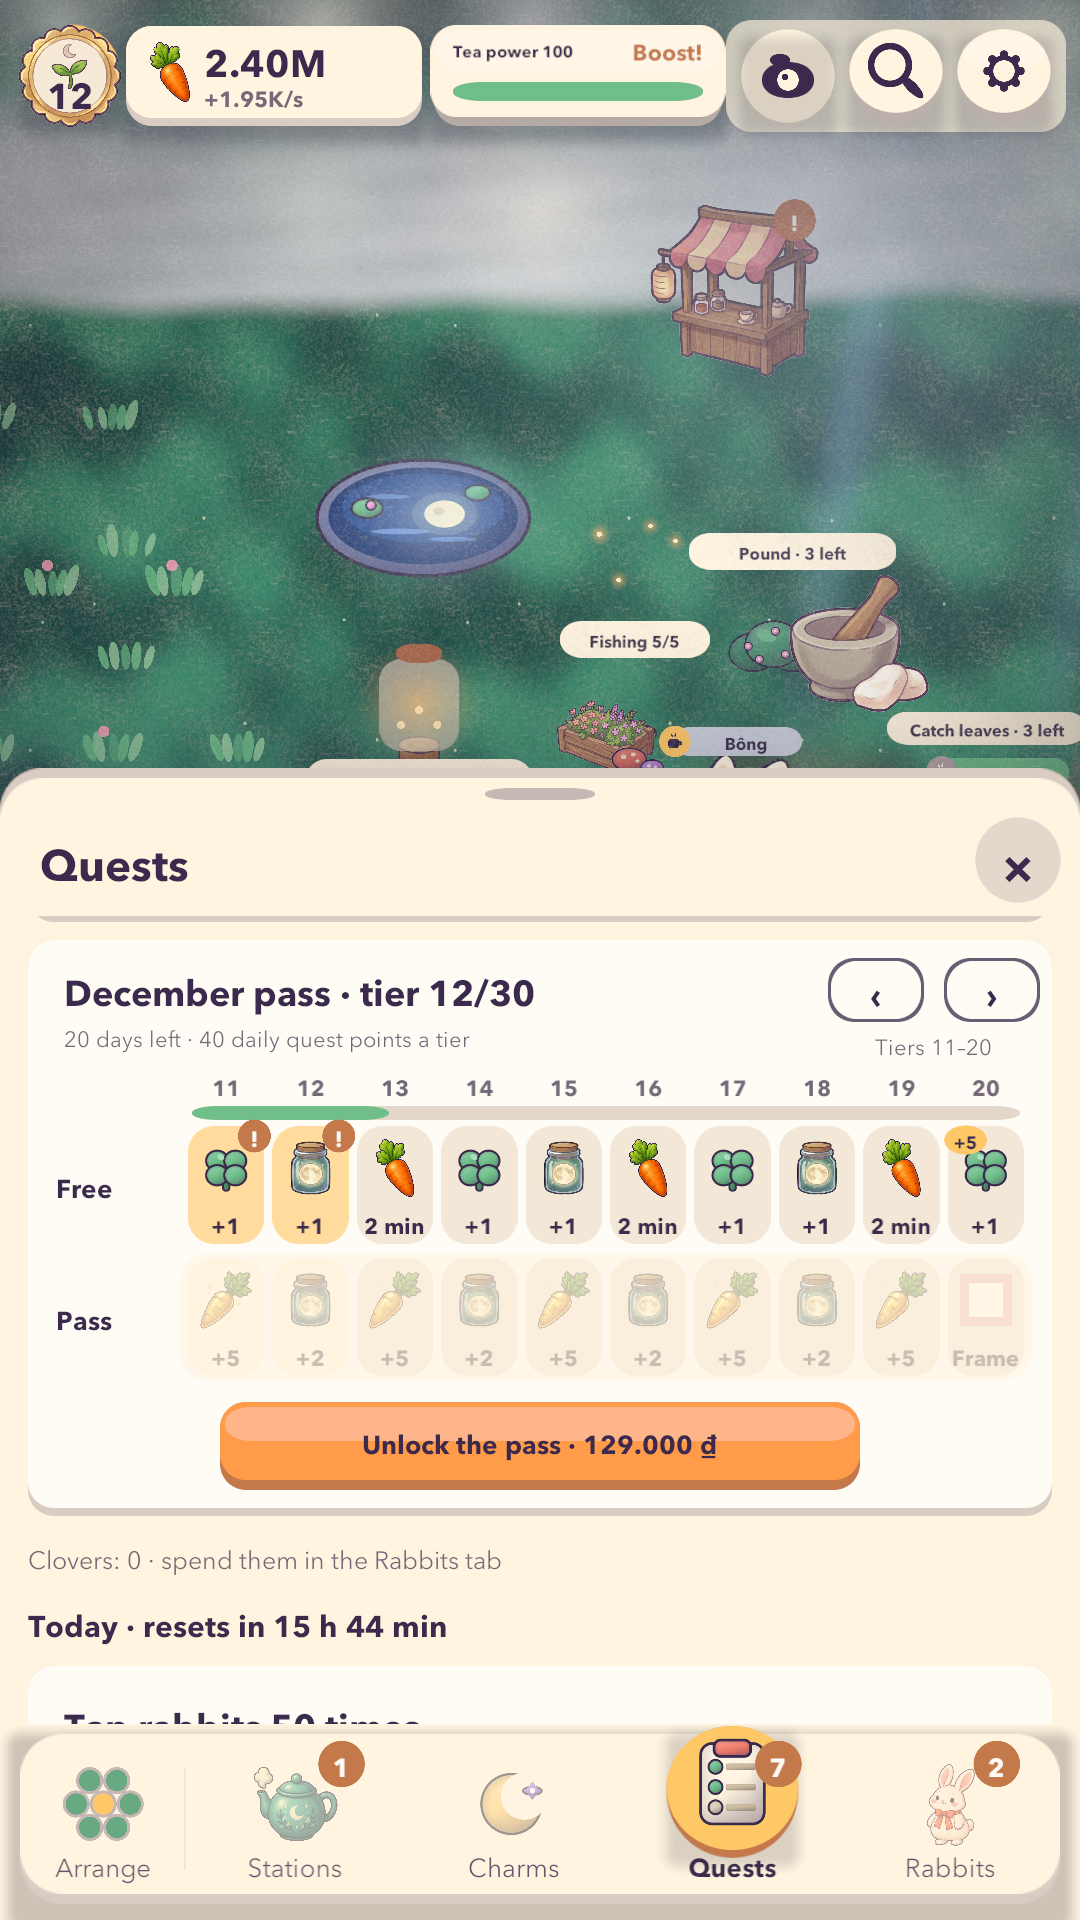 12
2.40M
+1.95K/s
Tea power 100
Boost!
!
Pound · 3 left
Fishing 5/5
Catch leaves · 3 left
Bông
Quests
×
December pass · tier 12/30
‹ ›
20 days left · 40 daily quest points a tier
Tiers 11–20
11 12 13 14 15 16 17 18 19 20
! ! +5
Free
+1 +1 2 min +1 +1 2 min +1 +1 2 min +1
Pass
+5 +2 +5 +2 +5 +2 +5 +2 +5 Frame
Unlock the pass · 129.000 ₫
Clovers: 0 · spend them in the Rabbits tab
Today · resets in 15 h 44 min
Tap rabbits 50 times
1 7 2
Arrange Stations Charms Quests Rabbits